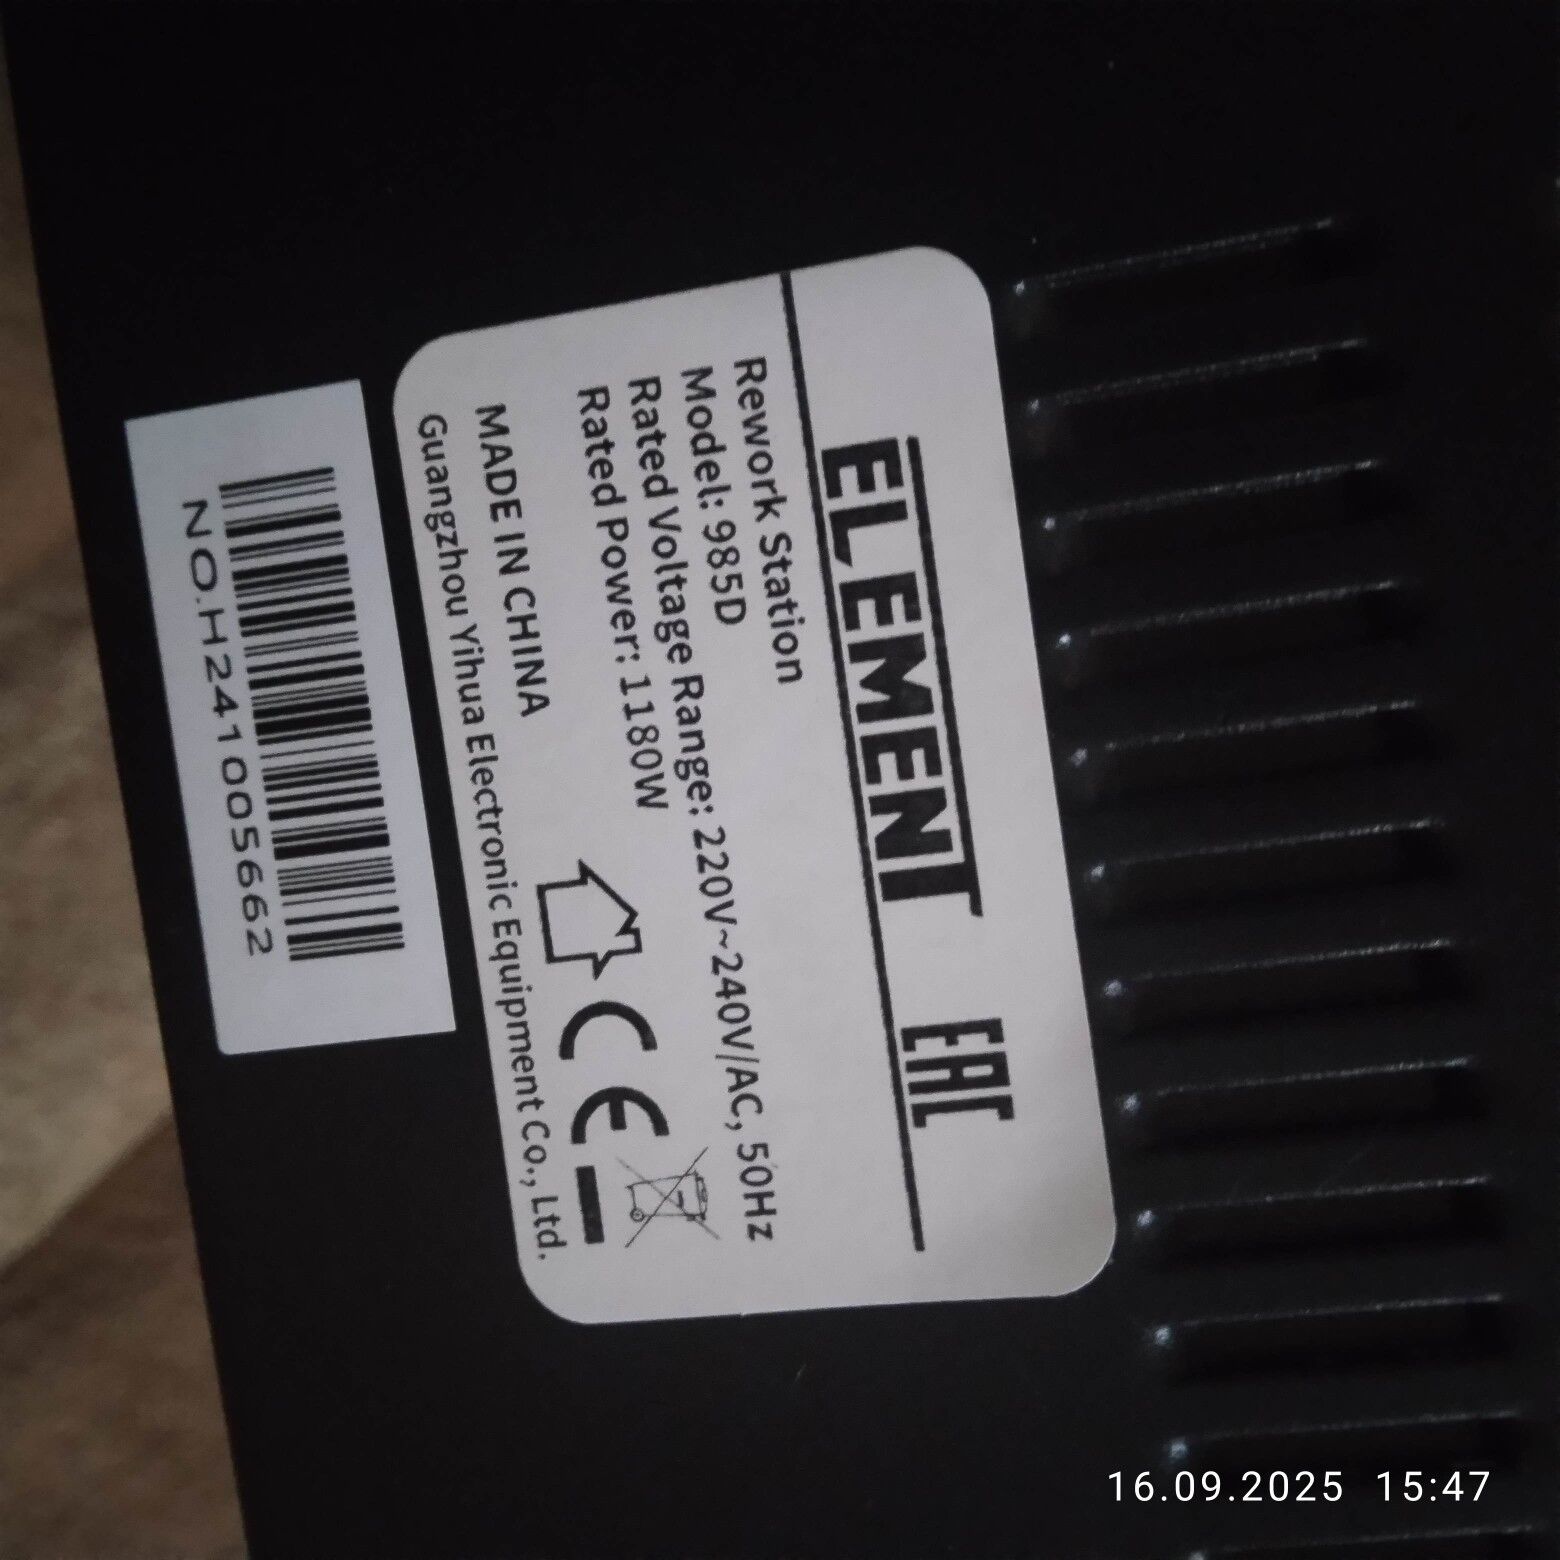 ELEMENT EAC
Rework Station
Model: 985D
Rated Voltage Range: 220V~240V/AC, 50Hz
Rated Power: 1180W
MADE IN CHINA
CE
Guangzhou Yihua Electronic Equipment Co., Ltd.
NO.H241005662
16.09.2025 15:47